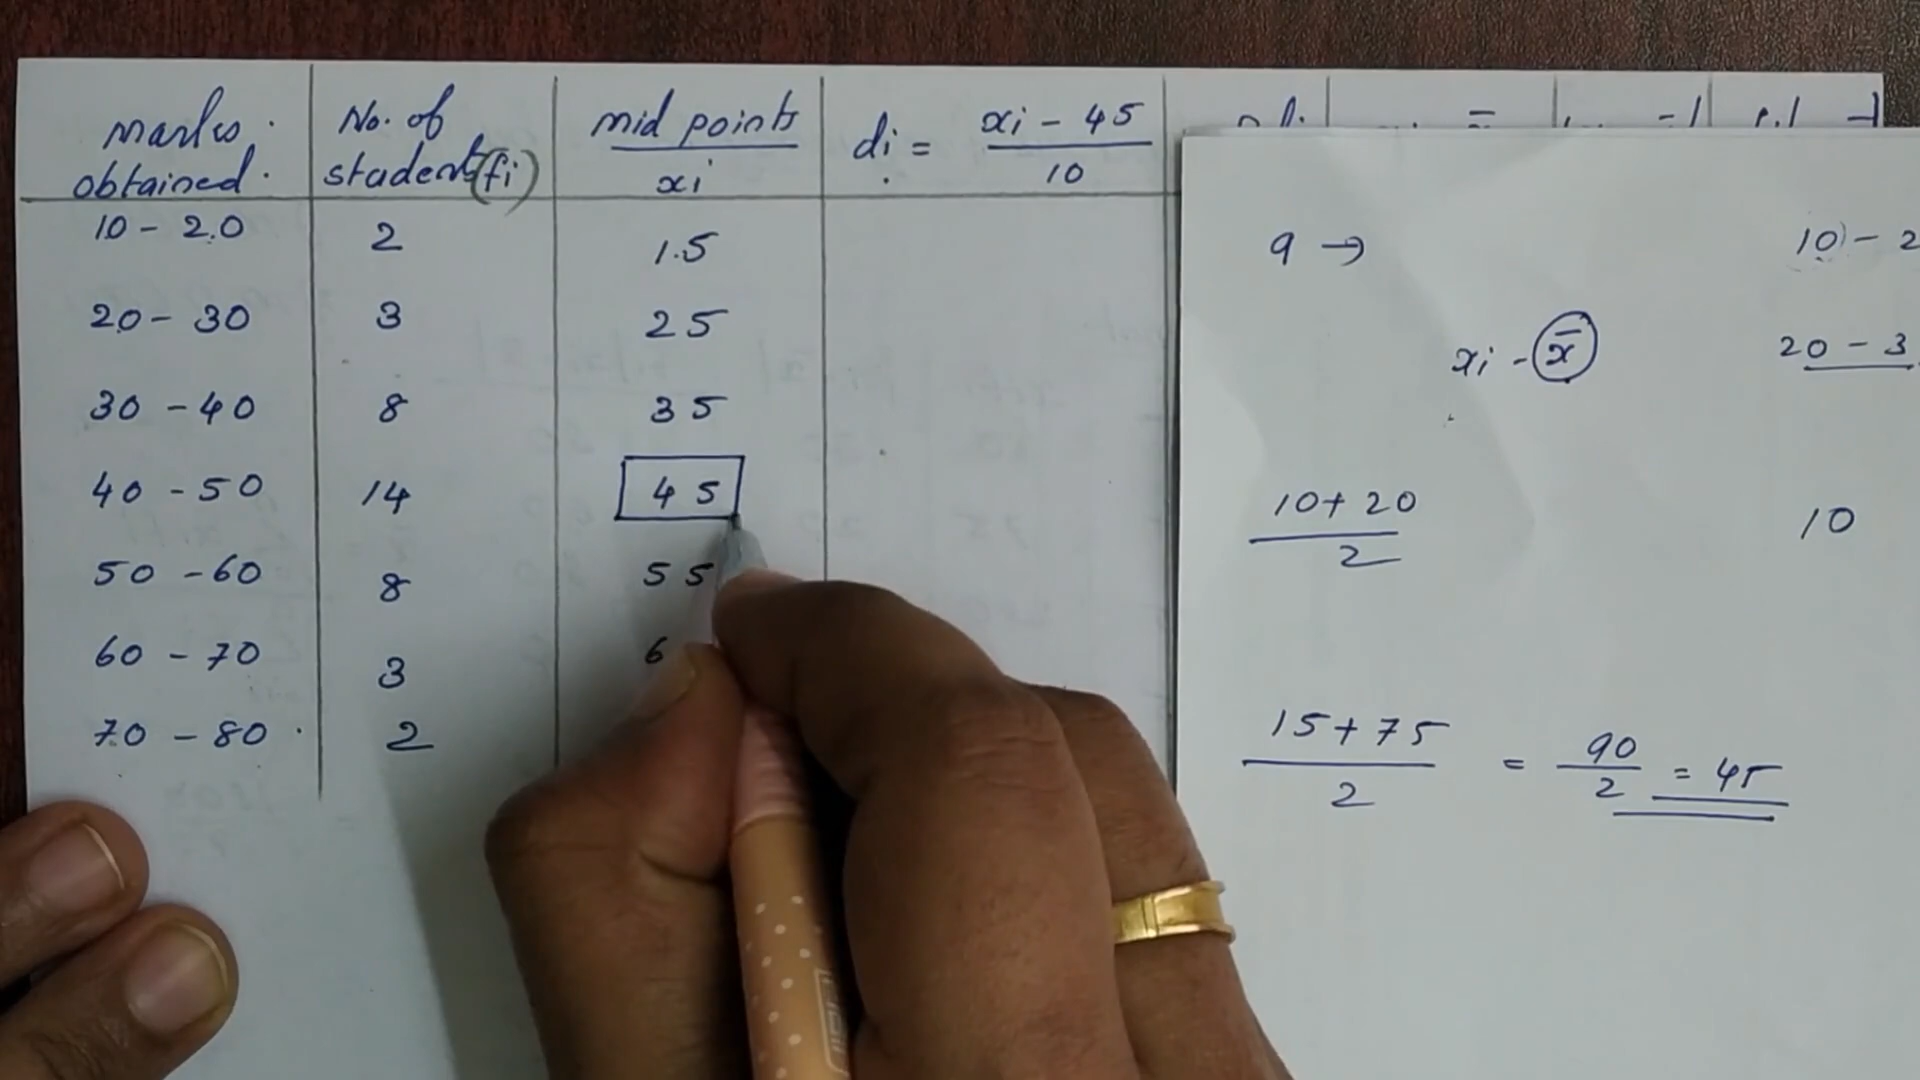 marks obtained.
No. of students (fi)
mid points
xi
di = xi - 45
10
10 - 20 2 1.5
20 - 30 3 25
30 - 40 8 35
40 - 50 14 45
50 - 60 8 55
60 - 70 3 6
70 - 80 2
a →
10 - 2
xi - x̄
20 - 3
10 + 20
2
10
15 + 75
2
= 90
2
= 45